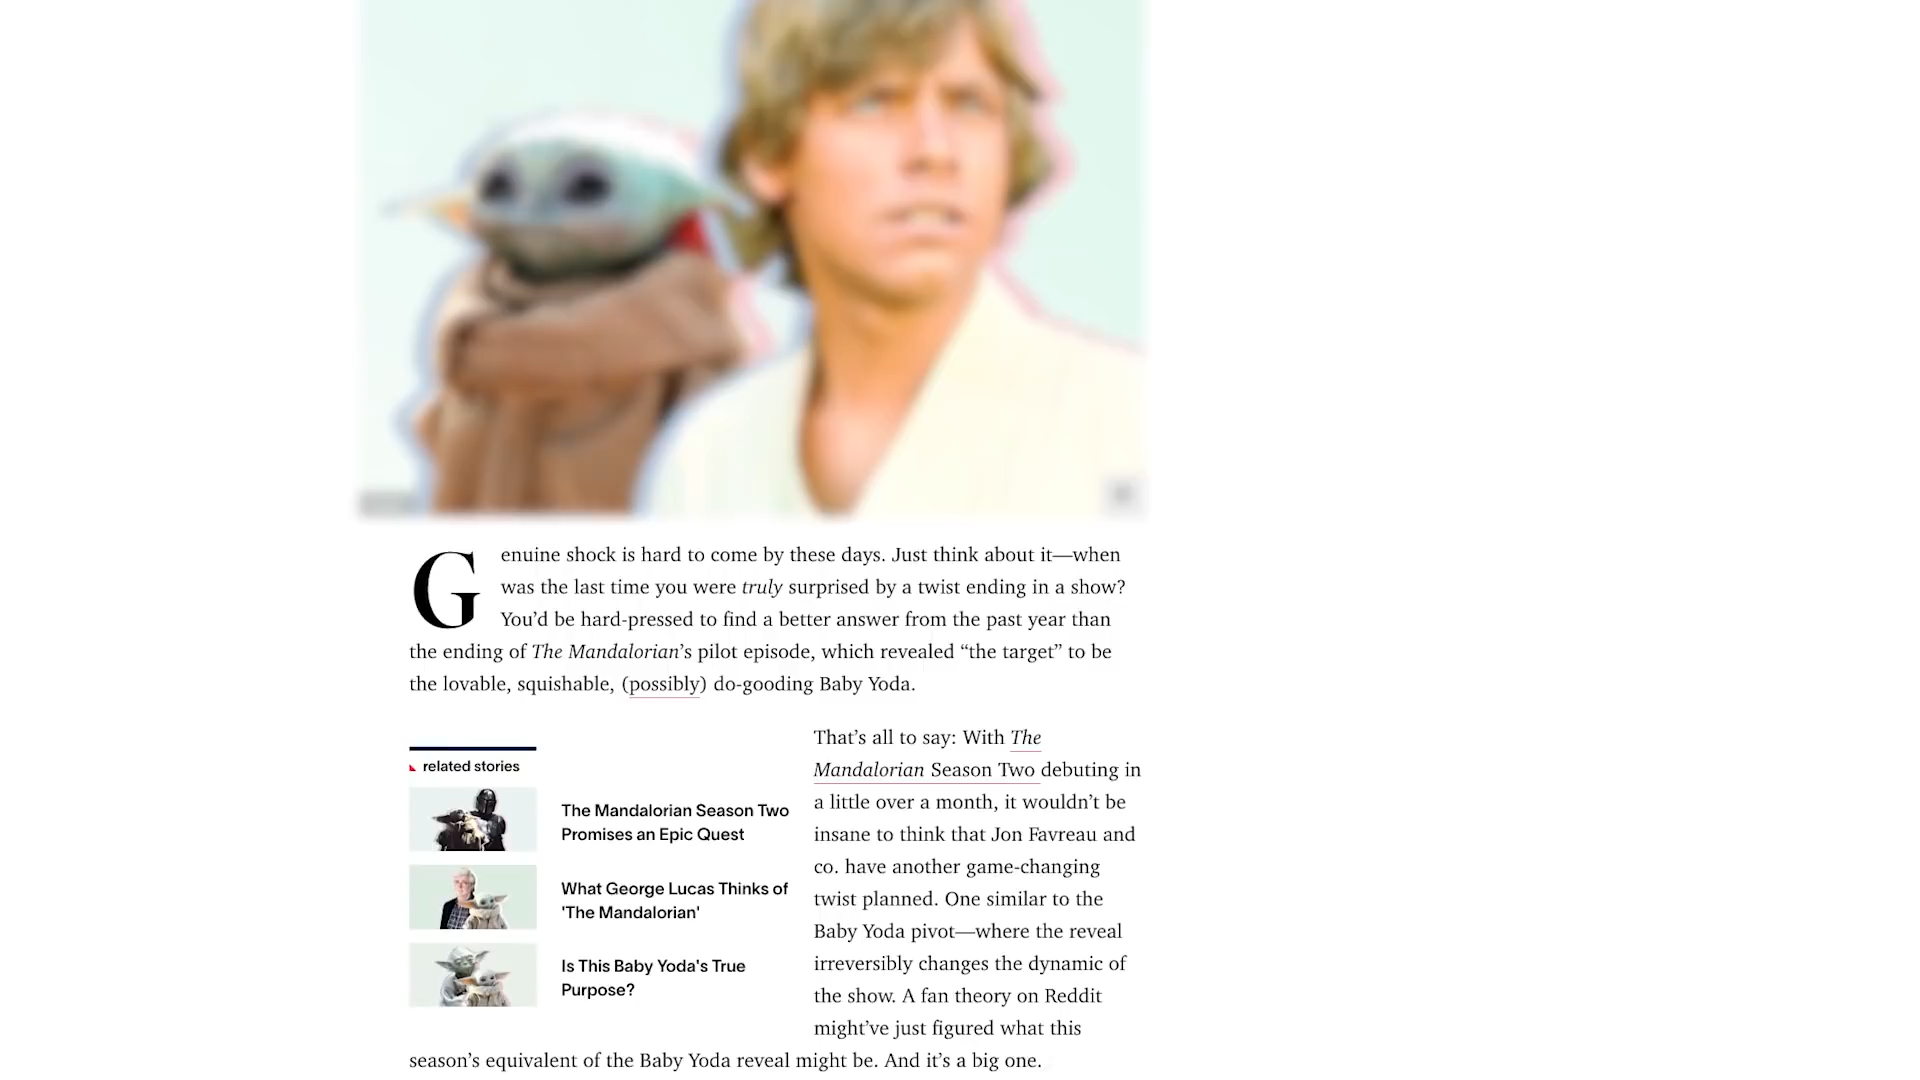 Genuine shock is hard to come by these days. Just think about it—when
was the last time you were truly surprised by a twist ending in a show?
You’d be hard-pressed to find a better answer from the past year than
the ending of The Mandalorian’s pilot episode, which revealed “the target” to be
the lovable, squishable, (possibly) do-gooding Baby Yoda.
related stories
The Mandalorian Season Two
Promises an Epic Quest
What George Lucas Thinks of
'The Mandalorian'
Is This Baby Yoda's True
Purpose?
That’s all to say: With The
Mandalorian Season Two debuting in
a little over a month, it wouldn’t be
insane to think that Jon Favreau and
co. have another game-changing
twist planned. One similar to the
Baby Yoda pivot—where the reveal
irreversibly changes the dynamic of
the show. A fan theory on Reddit
might’ve just figured what this
season’s equivalent of the Baby Yoda reveal might be. And it’s a big one.